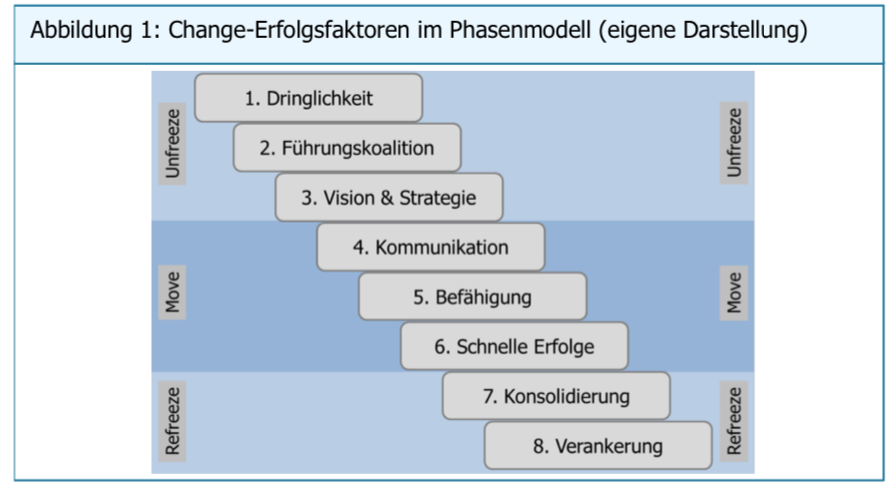 Abbildung 1: Change-Erfolgsfaktoren im Phasenmodell (eigene Darstellung)
Unfreeze
1. Dringlichkeit
2. Führungskoalition
3. Vision & Strategie
Unfreeze
Move
4. Kommunikation
5. Befähigung
6. Schnelle Erfolge
Move
Refreeze
7. Konsolidierung
8. Verankerung
Refreeze